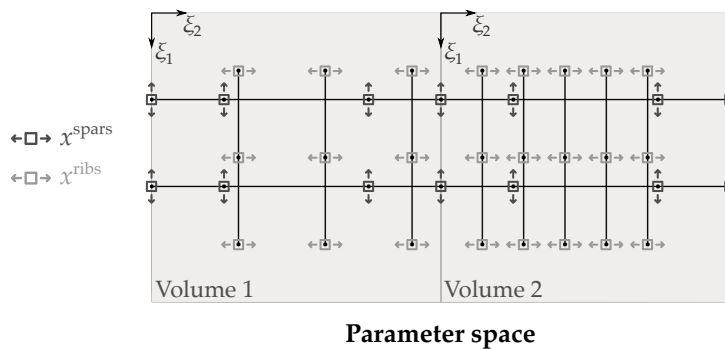 ξ₂ ξ₂
ξ₁ ξ₁
x^spars
x^ribs
Volume 1 Volume 2
Parameter space